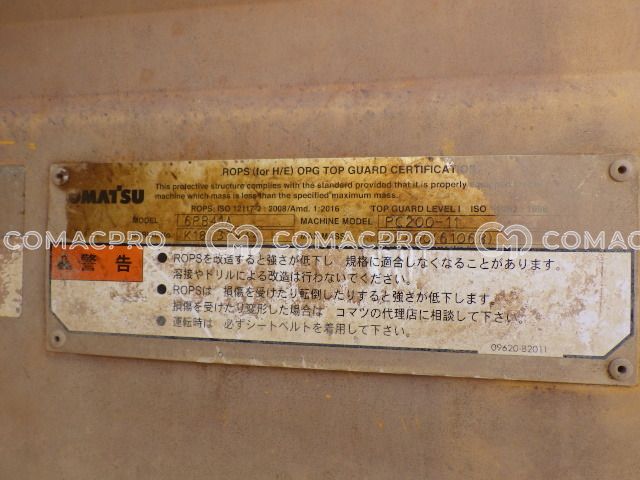 ROPS (for H/E) OPG TOP GUARD CERTIFICATION
KOMATSU
This protective structure complies with the standard provided that it is properly
machine which mass is less than the specified maximum mass.
ROPS: ISO 12117-2 : 2008/Amd. 1:2016 TOP GUARD LEVEL I ISO
MODEL MACHINE MODEL PC200-11
MASS
COMACPRO COMACPRO COMACPRO
警告
● ROPSを改造すると強さが低下し 規格に適合しなくなることがあります。
溶接やドリルによる改造は行わないでください。
● ROPSは 損傷を受けたり転倒したりすると強さが低下します。
損傷を受けたり変形した場合は コマツの代理店に相談して下さい。
● 運転時は 必ずシートベルトを着用して下さい。
09620-B2011
COMACPRO COMACPRO COMACPRO